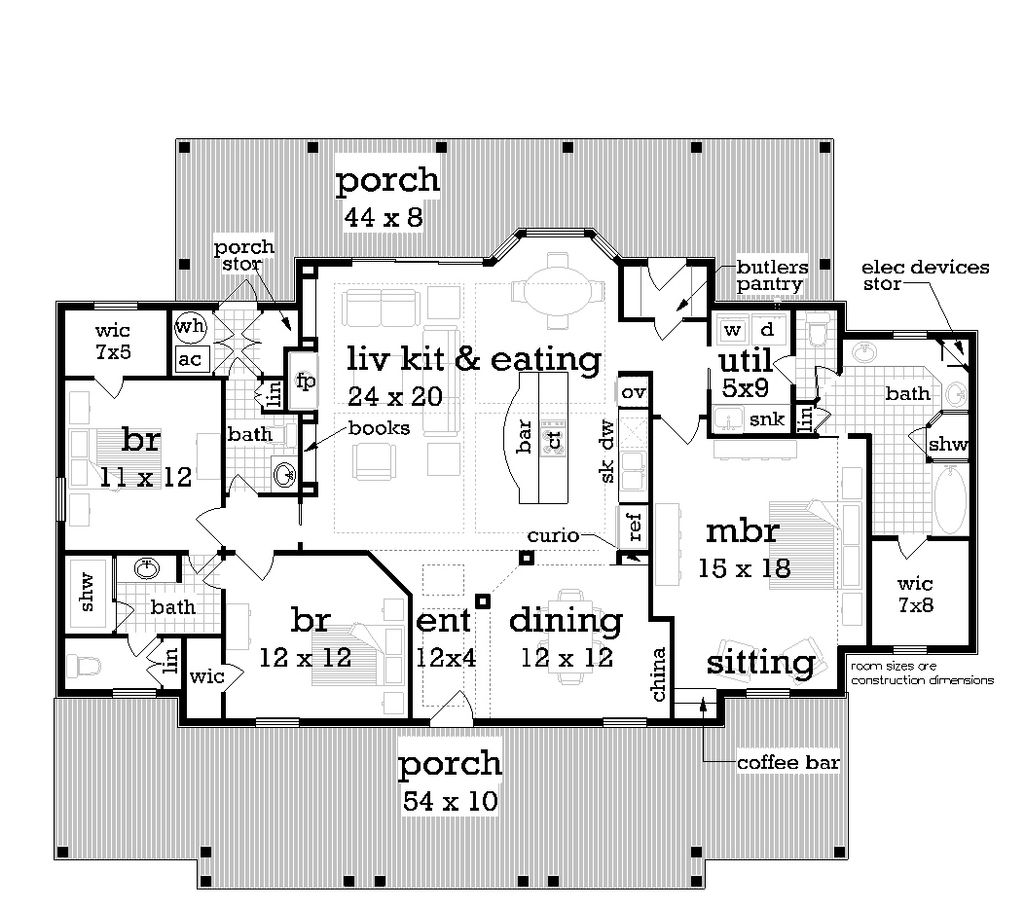 porch
44 x 8
porch
stor
butlers
pantry
elec devices
stor
wic
7x5
wh
ac
fp
liv kit & eating
24 x 20
w
d
util
5x9
snk
lin
bath
shw
lin
bath
books
br
11 x 12
bar
ct
ov
sk dw
ref
curio
mbr
15 x 18
wic
7x8
shw
bath
lin
wic
br
12 x 12
ent
12x4
dining
12 x 12
china
sitting
room sizes are
construction dimensions
coffee bar
porch
54 x 10